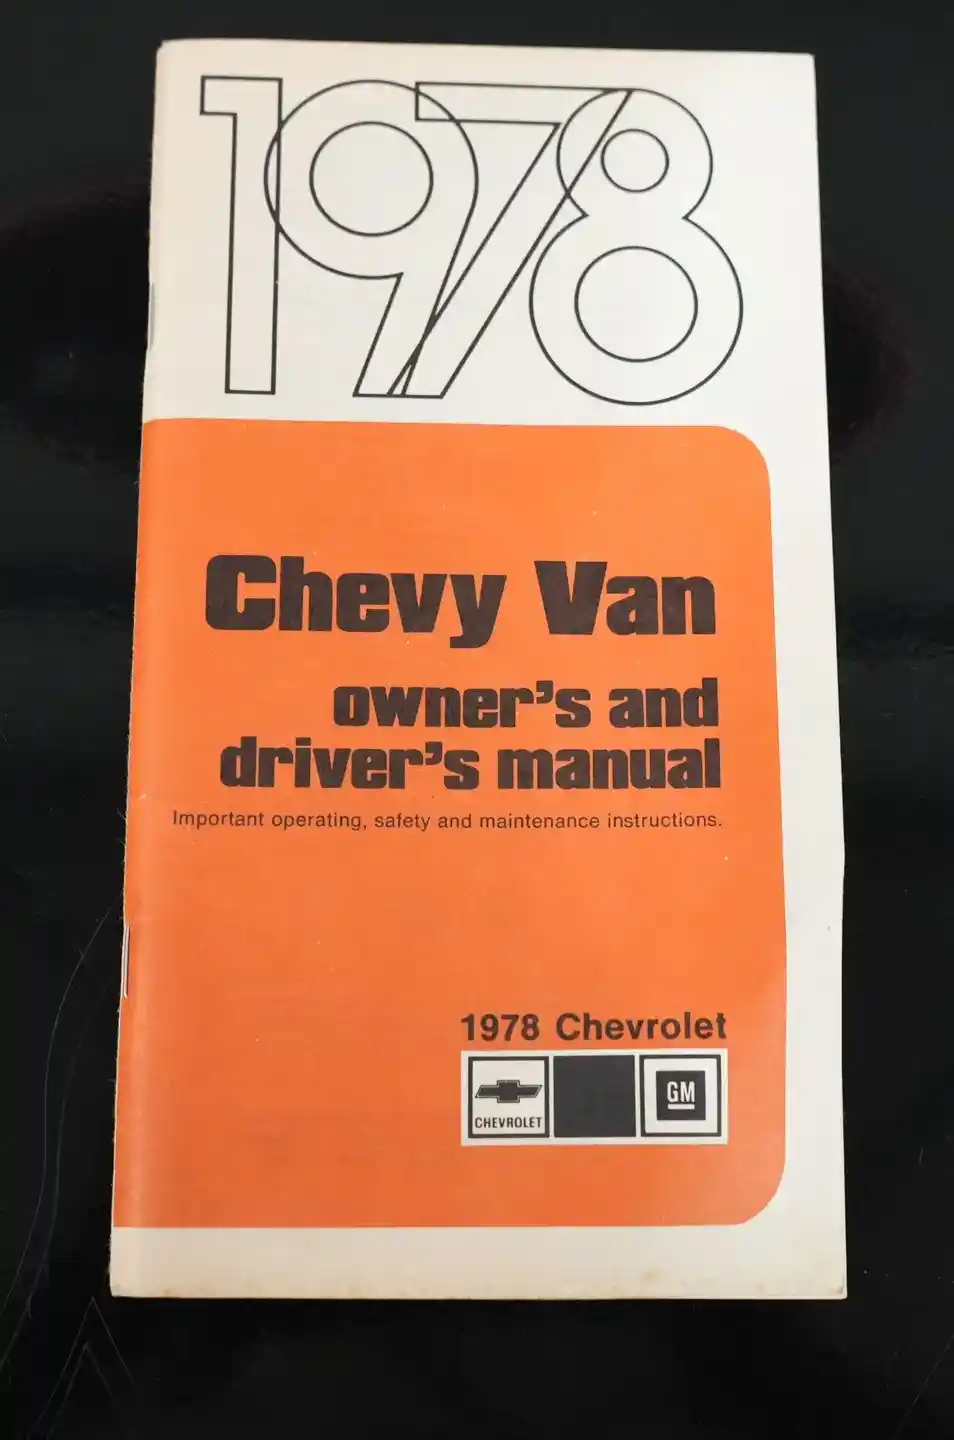 1978
Chevy Van
owner's and
driver's manual
Important operating, safety and maintenance instructions.
1978 Chevrolet
CHEVROLET
GM